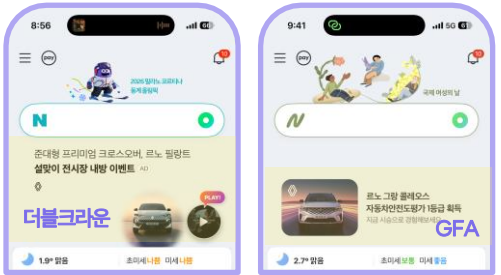 8:56
5G
pay
10
2026 밀라노 코르티나
동계올림픽
N
준대형 프리미엄 크로스오버, 르노 필랑트
설맞이 전시장 내방 이벤트 AD
PLAY!
더블크라운
1.9° 맑음 초미세 나쁨 미세 나쁨
9:41
5G
pay
10
국제 여성의 날
N
르노 그랑 콜레오스
자동차안전도평가 1등급 획득
지금 시승으로 경험해보세요
GFA
2.7° 맑음 초미세 보통 미세 좋음